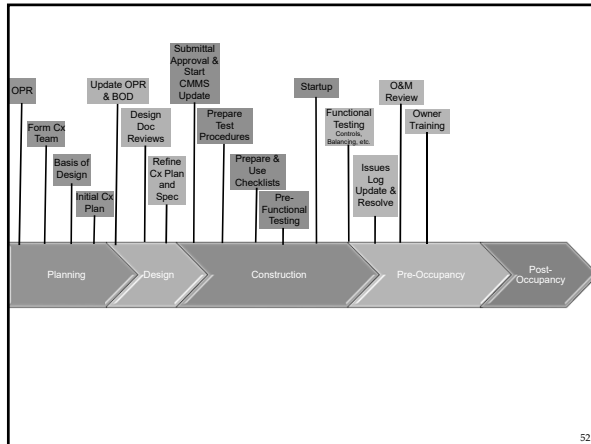 OPR
Form Cx
Team
Basis of
Design
Initial Cx
Plan
Update OPR
& BOD
Design
Doc
Reviews
Refine
Cx Plan
and
Spec
Submittal
Approval &
Start
CMMS
Update
Prepare
Test
Procedures
Prepare &
Use
Checklists
Pre-
Functional
Testing
Startup
Functional
Testing
Controls,
Balancing, etc.
Issues
Log
Update &
Resolve
O&M
Review
Owner
Training
Planning
Design
Construction
Pre-Occupancy
Post-
Occupancy
52